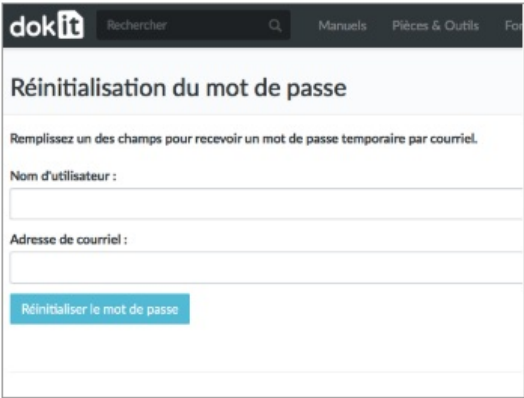 dokit Rechercher Manuels Pièces & Outils
Réinitialisation du mot de passe
Remplissez un des champs pour recevoir un mot de passe temporaire par courriel.
Nom d'utilisateur :
Adresse de courriel :
Réinitialiser le mot de passe